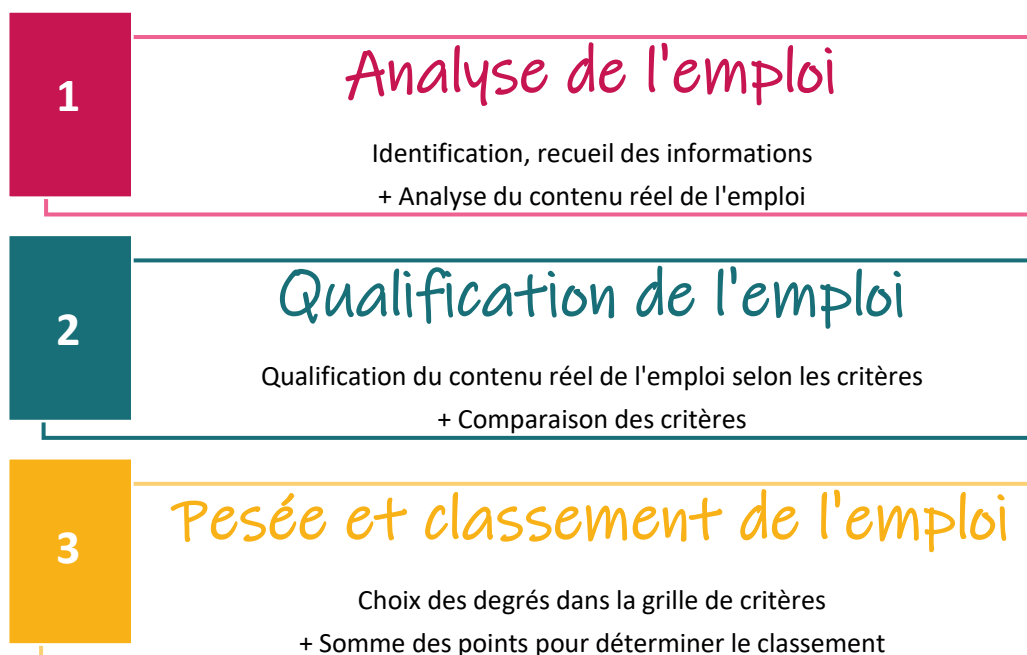 1
Analyse de l'emploi
Identification, recueil des informations
+ Analyse du contenu réel de l'emploi
2
Qualification de l'emploi
Qualification du contenu réel de l'emploi selon les critères
+ Comparaison des critères
3
Pesée et classement de l'emploi
Choix des degrés dans la grille de critères
+ Somme des points pour déterminer le classement